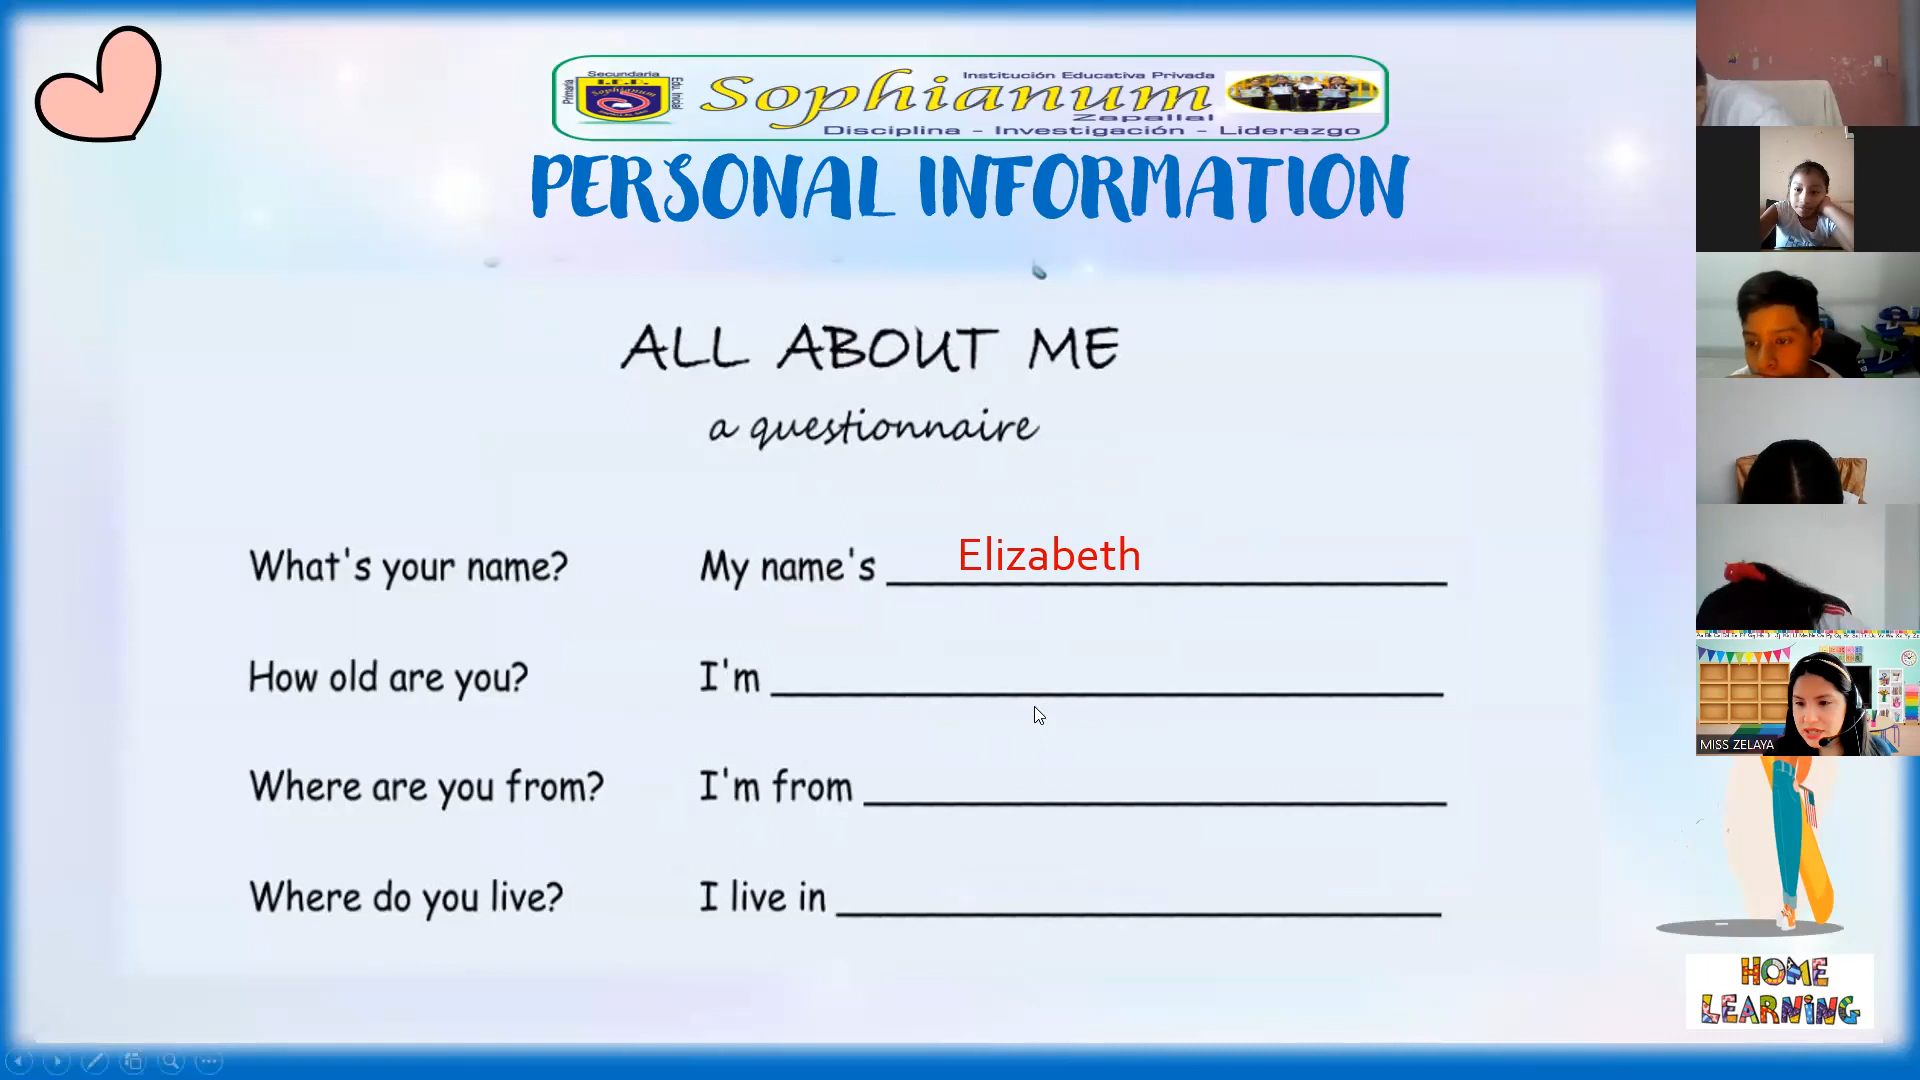 Secundaria
Primaria
I.E.P.
Sophianum
Edu. Inicial
Institución Educativa Privada
Sophianum
Zapallal
Disciplina - Investigación - Liderazgo
PERSONAL INFORMATION
ALL ABOUT ME
a questionnaire
What's your name? My name's Elizabeth
How old are you? I'm
Where are you from? I'm from
Where do you live? I live in
MISS ZELAYA
HOME
LEARNING